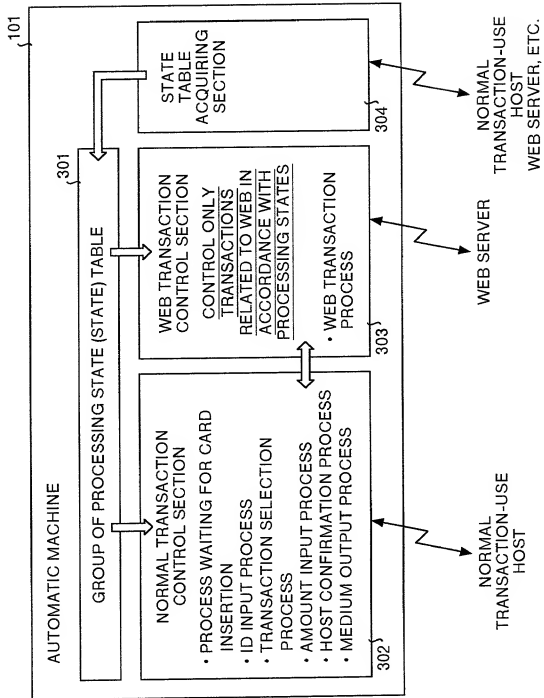 101
AUTOMATIC MACHINE
301
GROUP OF PROCESSING STATE (STATE) TABLE
NORMAL TRANSACTION
CONTROL SECTION
• PROCESS WAITING FOR CARD
INSERTION
• ID INPUT PROCESS
• TRANSACTION SELECTION
PROCESS
• AMOUNT INPUT PROCESS
• HOST CONFIRMATION PROCESS
• MEDIUM OUTPUT PROCESS
302
WEB TRANSACTION
CONTROL SECTION
CONTROL ONLY
TRANSACTIONS
RELATED TO WEB IN
ACCORDANCE WITH
PROCESSING STATES
• WEB TRANSACTION
PROCESS
303
STATE
TABLE
ACQUIRING
SECTION
304
NORMAL
TRANSACTION-USE
HOST
WEB SERVER
NORMAL
TRANSACTION-USE
HOST
WEB SERVER, ETC.